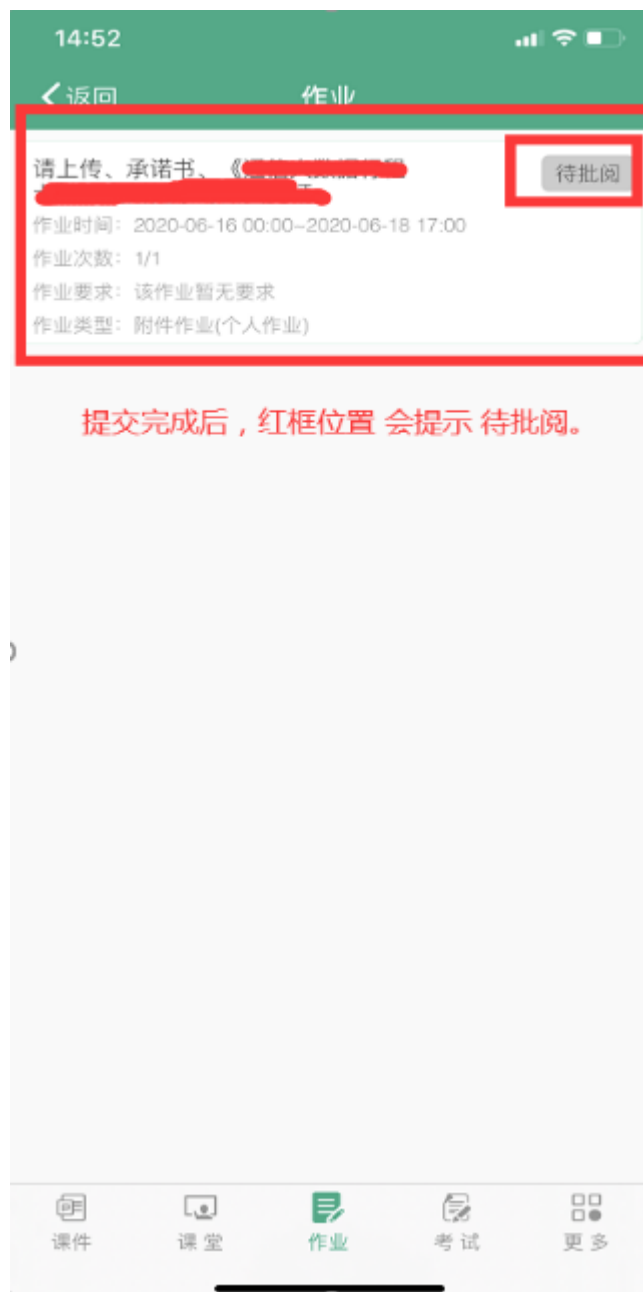 14:52
返回 作业
请上传、承诺书、《
待批阅
作业时间：2020-06-16 00:00~2020-06-18 17:00
作业次数：1/1
作业要求：该作业暂无要求
作业类型：附件作业(个人作业)
提交完成后，红框位置 会提示 待批阅。
课件 课堂 作业 考试 更多